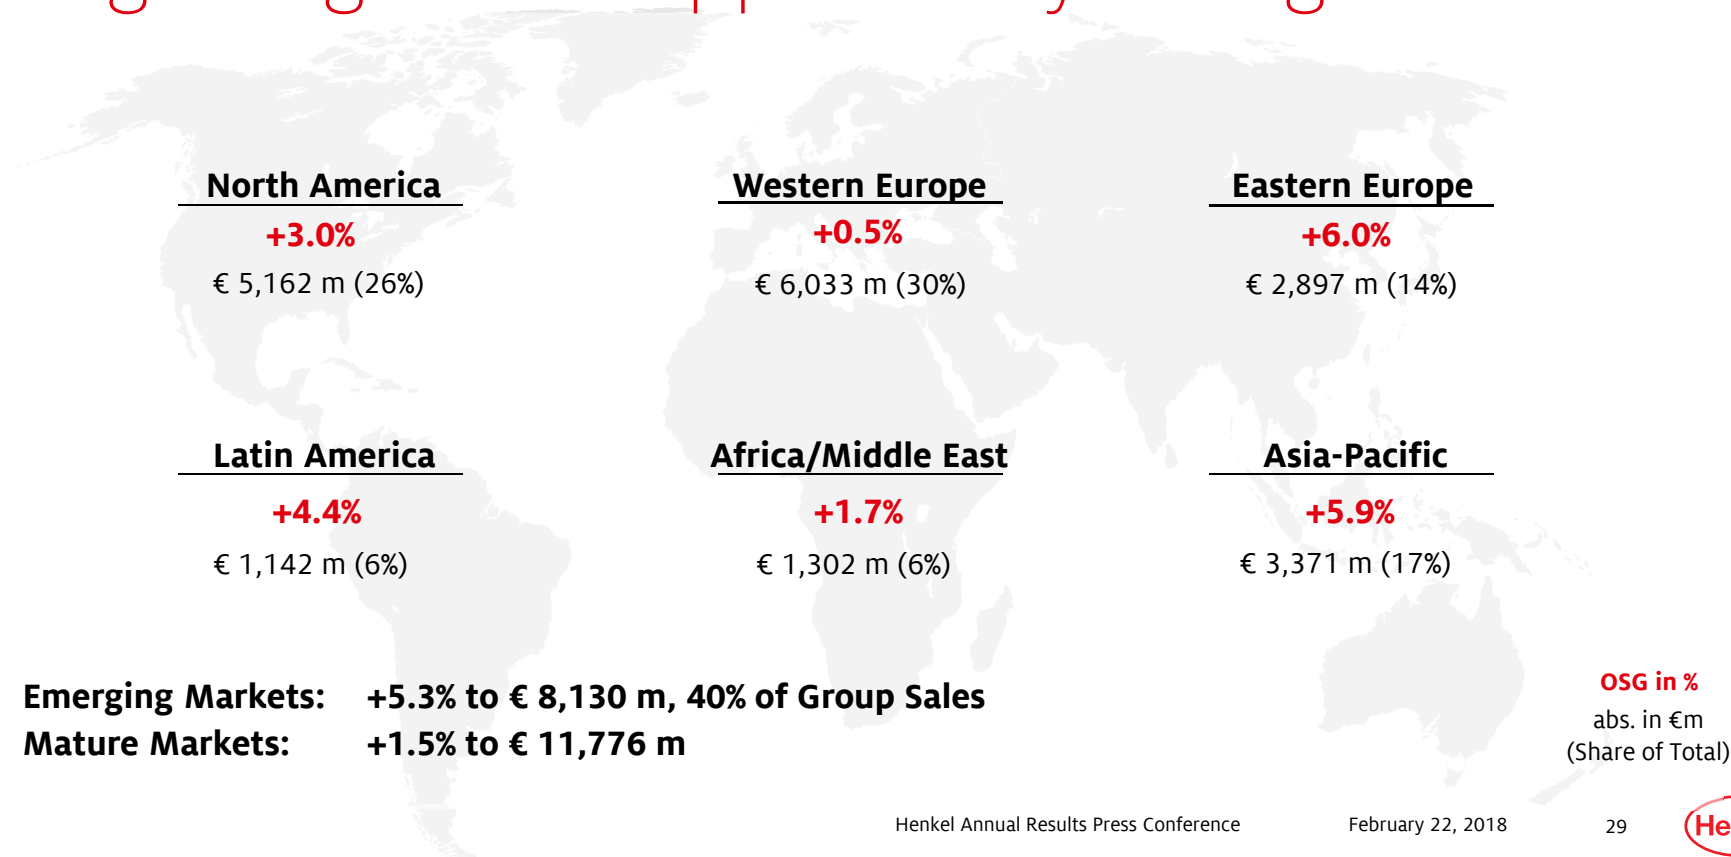 North America
+3.0%
€ 5,162 m (26%)
Western Europe
+0.5%
€ 6,033 m (30%)
Eastern Europe
+6.0%
€ 2,897 m (14%)
Latin America
+4.4%
€ 1,142 m (6%)
Africa/Middle East
+1.7%
€ 1,302 m (6%)
Asia-Pacific
+5.9%
€ 3,371 m (17%)
Emerging Markets: +5.3% to € 8,130 m, 40% of Group Sales
Mature Markets: +1.5% to € 11,776 m
OSG in %
abs. in €m
(Share of Total)
Henkel Annual Results Press Conference February 22, 2018 29
He